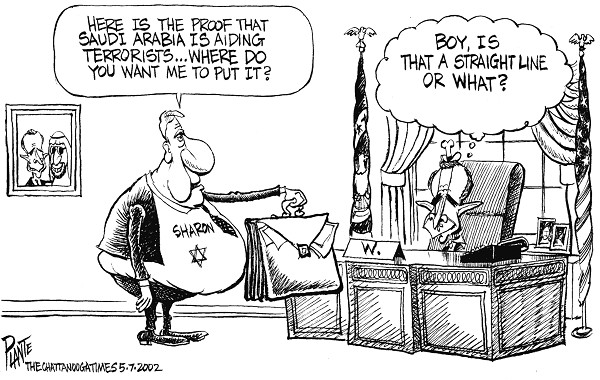 HERE IS THE PROOF THAT
SAUDI ARABIA IS AIDING
TERRORISTS...WHERE DO
YOU WANT ME TO PUT IT?
BOY, IS
THAT A STRAIGHT LINE
OR WHAT?
SHARON
W.
PLANTE
THE CHATTANOOGA TIMES 5.7.2002